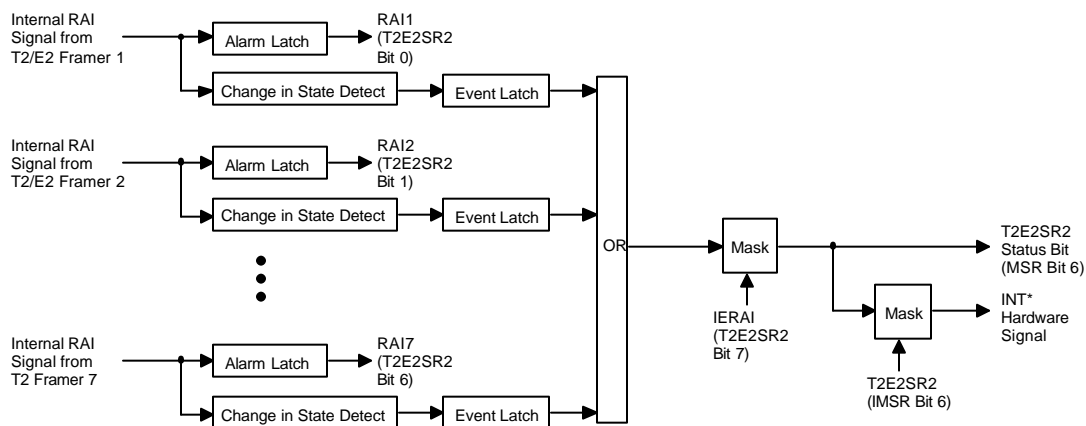 Internal RAI
Signal from
T2/E2 Framer 1
Alarm Latch
RAI1
(T2E2SR2
Bit 0)
Change in State Detect
Event Latch
Internal RAI
Signal from
T2/E2 Framer 2
Alarm Latch
RAI2
(T2E2SR2
Bit 1)
Change in State Detect
Event Latch
OR
Mask
T2E2SR2
Status Bit
(MSR Bit 6)
IERAI
(T2E2SR2
Bit 7)
Mask
INT*
Hardware
Signal
T2E2SR2
(IMSR Bit 6)
Internal RAI
Signal from
T2 Framer 7
Alarm Latch
RAI7
(T2E2SR2
Bit 6)
Change in State Detect
Event Latch